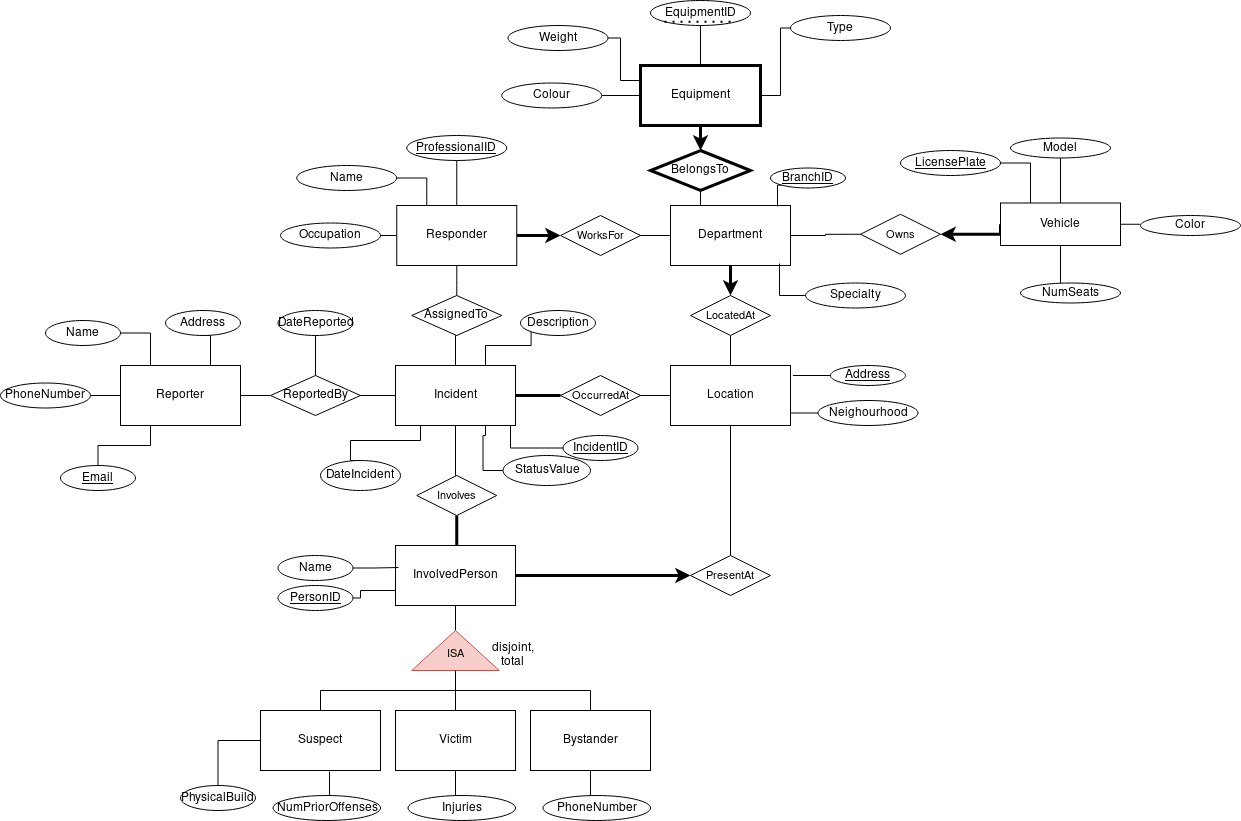 EquipmentID
Type
Weight
Equipment
Colour
ProfessionalID
Model
LicensePlate
BelongsTo
Name
BranchID
Vehicle
Color
Occupation
Responder
WorksFor
Department
Owns
NumSeats
Specialty
AssignedTo
LocatedAt
Description
DateReported
Address
Name
Reporter
ReportedBy
Incident
OccurredAt
Location
Address
PhoneNumber
Neighourhood
IncidentID
StatusValue
DateIncident
Email
Involves
Name
InvolvedPerson
PresentAt
PersonID
ISA
disjoint,
total
Suspect
Victim
Bystander
PhysicalBuild
NumPriorOffenses
Injuries
PhoneNumber